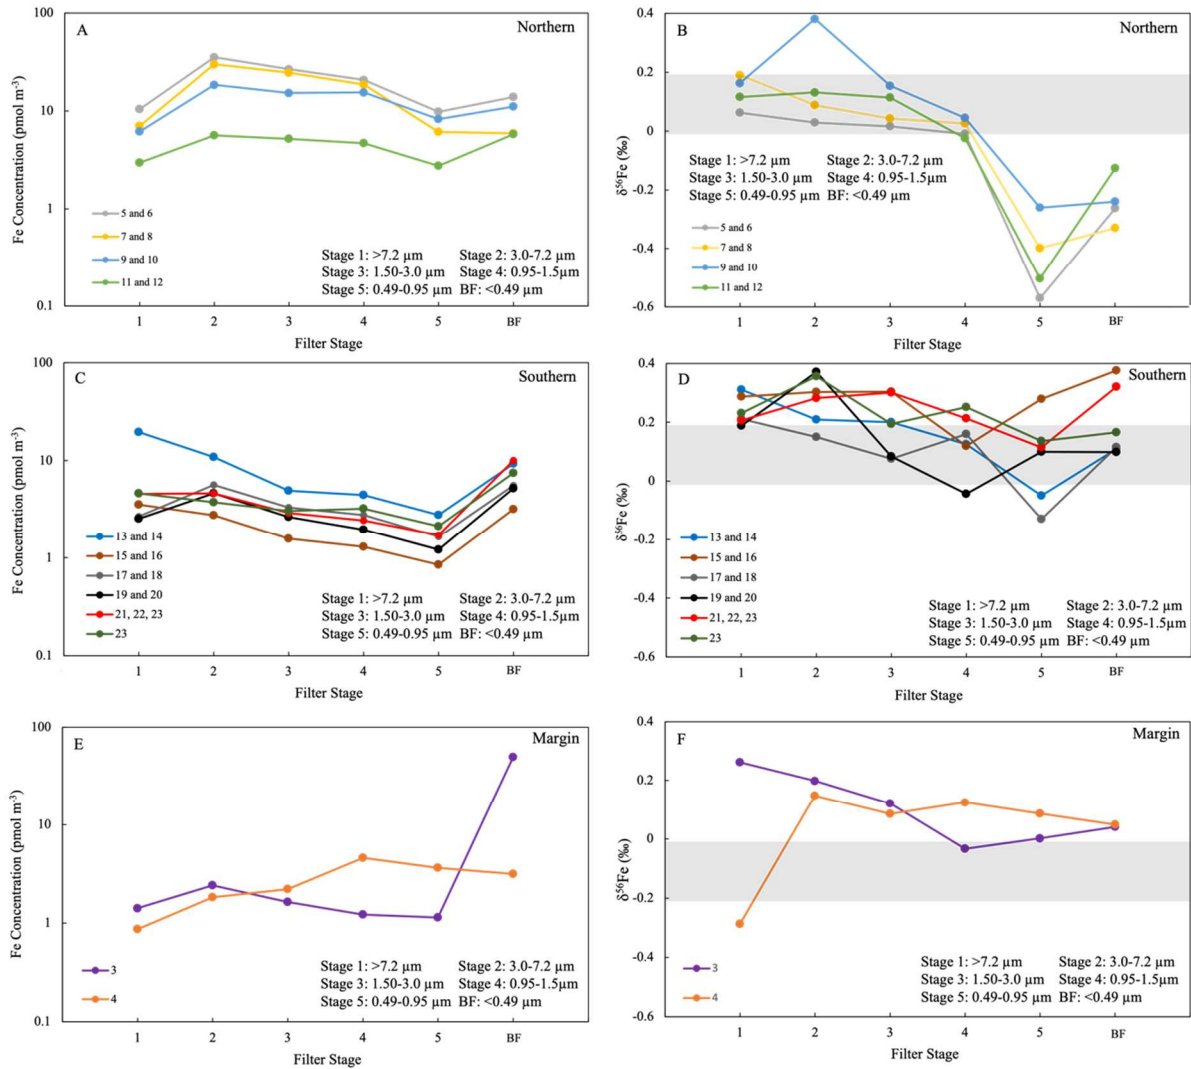 A
Northern
Fe Concentration (pmol m⁻³)
100
10
1
0.1
5 and 6
7 and 8
9 and 10
11 and 12
Stage 1: >7.2 µm Stage 2: 3.0-7.2 µm
Stage 3: 1.50-3.0 µm Stage 4: 0.95-1.5µm
Stage 5: 0.49-0.95 µm BF: <0.49 µm
1 2 3 4 5 BF
Filter Stage
B
Northern
δ⁵⁶Fe (‰)
0.4
0.2
0
-0.2
-0.4
-0.6
Stage 1: >7.2 µm Stage 2: 3.0-7.2 µm
Stage 3: 1.50-3.0 µm Stage 4: 0.95-1.5µm
Stage 5: 0.49-0.95 µm BF: <0.49 µm
5 and 6
7 and 8
9 and 10
11 and 12
1 2 3 4 5 BF
Filter Stage
C
Southern
Fe Concentration (pmol m⁻³)
100
10
1
0.1
13 and 14
15 and 16
17 and 18
19 and 20
21, 22, 23
23
Stage 1: >7.2 µm Stage 2: 3.0-7.2 µm
Stage 3: 1.50-3.0 µm Stage 4: 0.95-1.5µm
Stage 5: 0.49-0.95 µm BF: <0.49 µm
1 2 3 4 5 BF
Filter Stage
D
Southern
δ⁵⁶Fe (‰)
0.4
0.2
0
-0.2
-0.4
-0.6
13 and 14
15 and 16
17 and 18
19 and 20
21, 22, 23
23
Stage 1: >7.2 µm Stage 2: 3.0-7.2 µm
Stage 3: 1.50-3.0 µm Stage 4: 0.95-1.5µm
Stage 5: 0.49-0.95 µm BF: <0.49 µm
1 2 3 4 5 BF
Filter Stage
E
Margin
Fe Concentration (pmol m⁻³)
100
10
1
0.1
3
4
Stage 1: >7.2 µm Stage 2: 3.0-7.2 µm
Stage 3: 1.50-3.0 µm Stage 4: 0.95-1.5µm
Stage 5: 0.49-0.95 µm BF: <0.49 µm
1 2 3 4 5 BF
Filter Stage
F
Margin
δ⁵⁶Fe (‰)
0.4
0.2
0
-0.2
-0.4
-0.6
3
4
Stage 1: >7.2 µm Stage 2: 3.0-7.2 µm
Stage 3: 1.50-3.0 µm Stage 4: 0.95-1.5µm
Stage 5: 0.49-0.95 µm BF: <0.49 µm
1 2 3 4 5 BF
Filter Stage